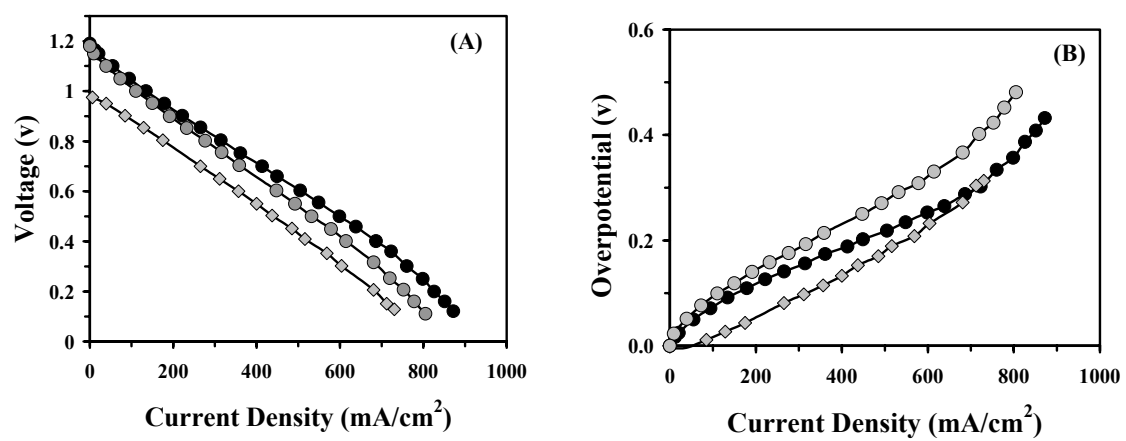 (A)
Voltage (v)
1.2
1
0.8
0.6
0.4
0.2
0
0 200 400 600 800 1000
Current Density (mA/cm²)
(B)
Overpotential (v)
0.6
0.4
0.2
0.0
0 200 400 600 800 1000
Current Density (mA/cm²)